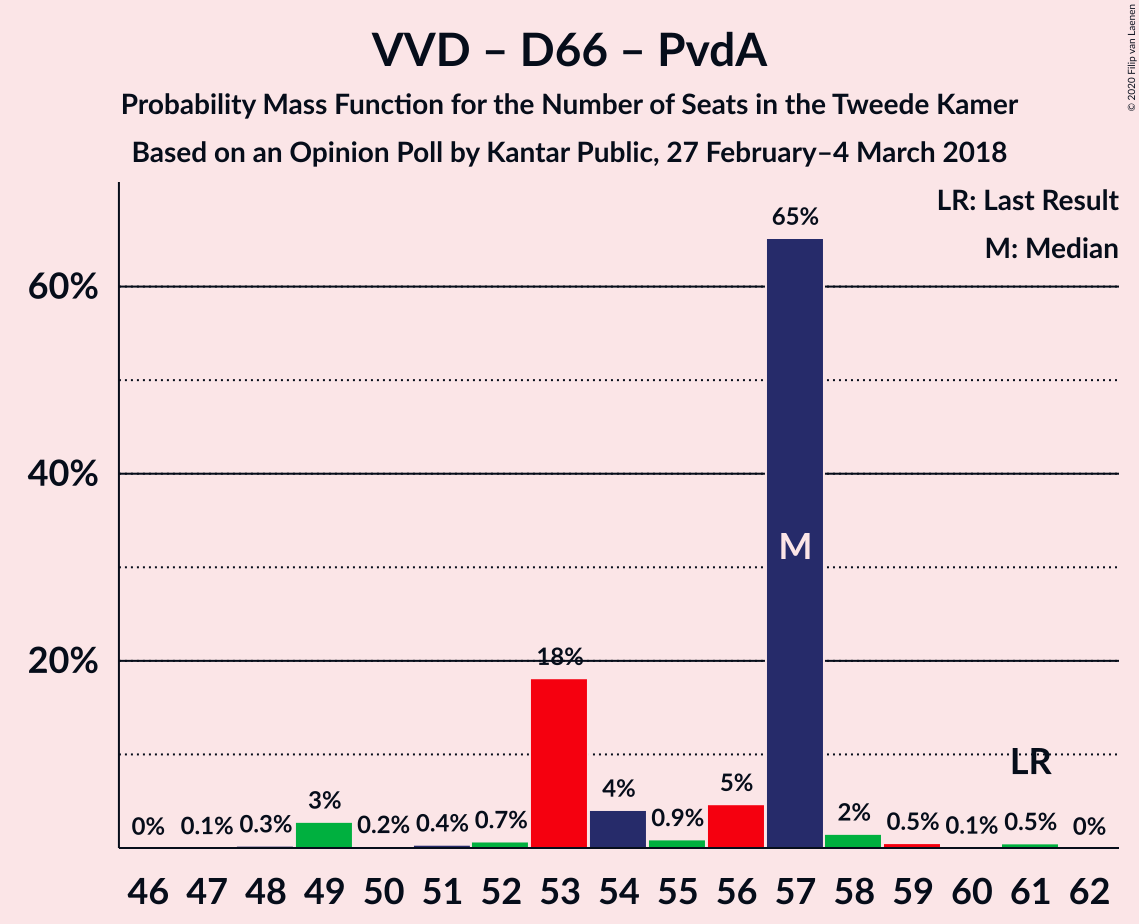 VVD – D66 – PvdA
Probability Mass Function for the Number of Seats in the Tweede Kamer
Based on an Opinion Poll by Kantar Public, 27 February–4 March 2018
© 2020 Filip van Laenen
LR: Last Result
M: Median
65%
60%
40%
M
20%
18%
LR
5%
4%
3%
2%
0% 0.1% 0.3% 0.2% 0.4% 0.7% 0.9% 0.5% 0.1% 0.5% 0%
46 47 48 49 50 51 52 53 54 55 56 57 58 59 60 61 62